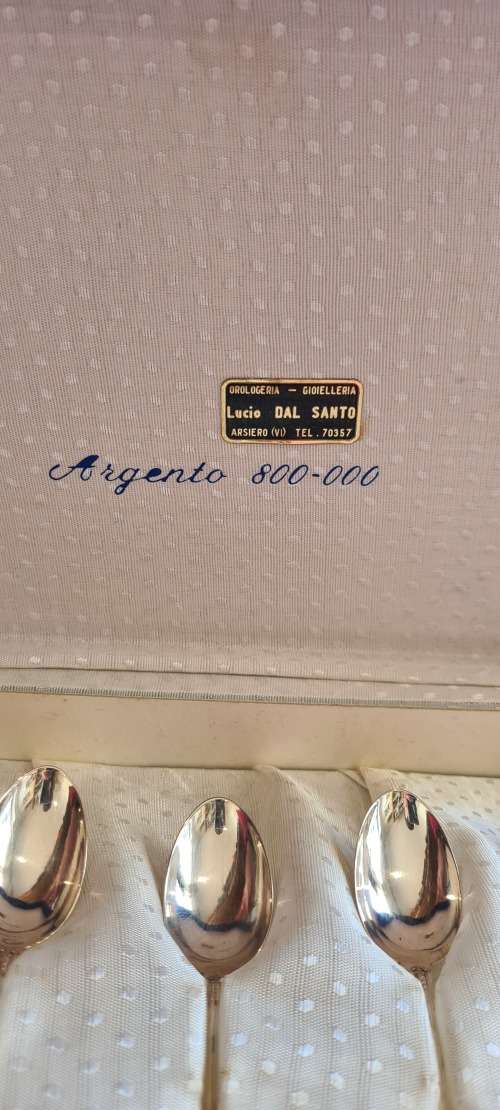 OROLOGERIA — GIOIELLERIA
Lucio DAL SANTO
ARSIERO (VI) TEL. 70357
Argento 800-000